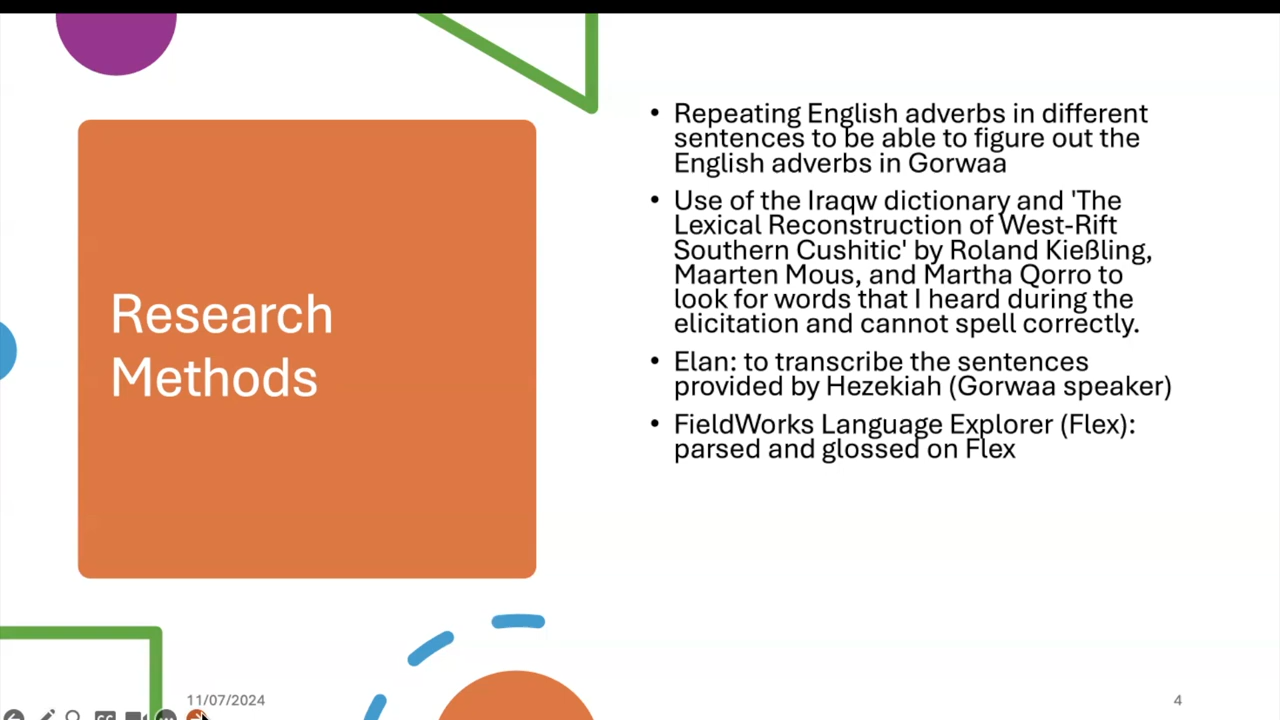 Research
Methods
• Repeating English adverbs in different
sentences to be able to figure out the
English adverbs in Gorwaa
• Use of the Iraqw dictionary and 'The
Lexical Reconstruction of West-Rift
Southern Cushitic' by Roland Kießling,
Maarten Mous, and Martha Qorro to
look for words that I heard during the
elicitation and cannot spell correctly.
• Elan: to transcribe the sentences
provided by Hezekiah (Gorwaa speaker)
• FieldWorks Language Explorer (Flex):
parsed and glossed on Flex
11/07/2024
4